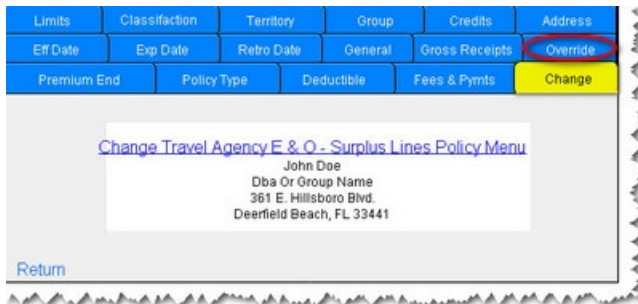 Limits Classifaction Territory Group Credits Address
Eff Date Exp Date Retro Date General Gross Receipts Override
Premium End Policy Type Deductible Fees & Pymts Change
Change Travel Agency E & O - Surplus Lines Policy Menu
John Doe
Dba Or Group Name
361 E. Hillsboro Blvd.
Deerfield Beach, FL 33441
Return